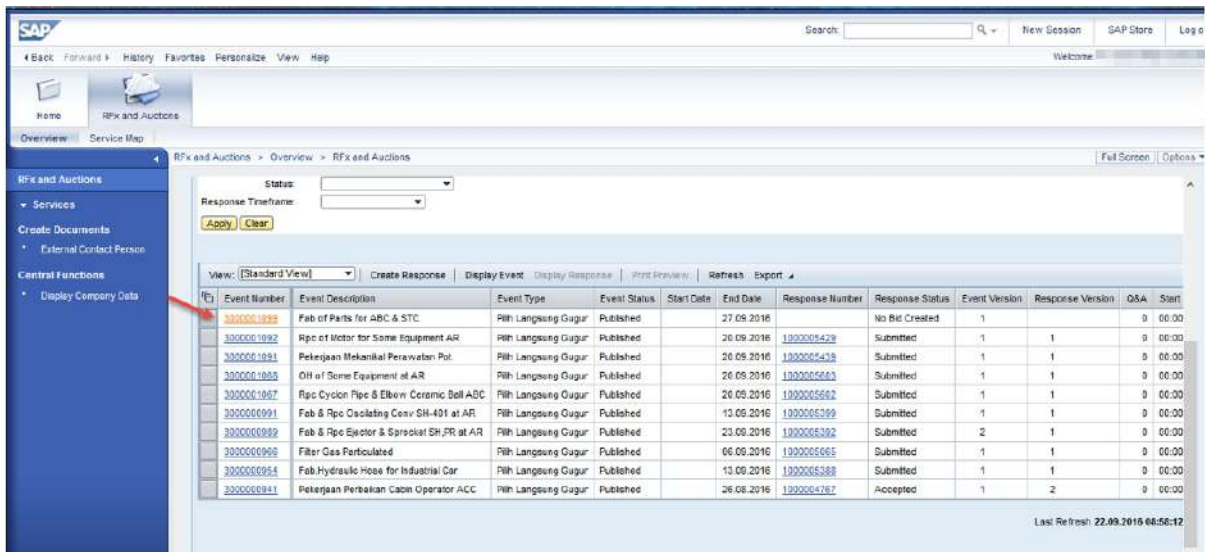 SAP
Search:
New Session
SAP Store
Log o
Back Forward History Favorites Personalize View Help
Welcome
Home
RFx and Auctions
Overview Service Map
RFx and Auctions > Overview > RFx and Auctions
Full Screen Options
RFx and Auctions
Services
Create Documents
External Contact Person
Central Functions
Display Company Data
Status:
Response Timeframe:
Apply Clear
View: [Standard View] Create Response Display Event Display Response Print Preview Refresh Export
Event Number Event Description Event Type Event Status Start Date End Date Response Number Response Status Event Version Response Version Q&A Start
3000001099 Fab of Parts for ABC & STC Pilih Langsung Gugur Published 27.09.2016 No Bid Created 1 0 00:00
3000001092 Rpc of Motor for Some Equipment AR Pilih Langsung Gugur Published 20.09.2016 1000005429 Submitted 1 1 0 00:00
3000001091 Pekerjaan Mekanikal Perawatan Pot Pilih Langsung Gugur Published 20.09.2016 1000005439 Submitted 1 1 0 00:00
3000001068 OH of Some Equipment at AR Pilih Langsung Gugur Published 20.09.2016 1000005603 Submitted 1 1 0 00:00
3000001067 Rpc Cyclon Pipe & Elbow Ceramic Ball ABC Pilih Langsung Gugur Published 20.09.2016 1000005602 Submitted 1 1 0 00:00
3000000991 Fab & Rpc Oscilating Conv SH-401 at AR Pilih Langsung Gugur Published 13.09.2016 1000005399 Submitted 1 1 0 00:00
3000000989 Fab & Rpc Ejector & Sprocket SH,PR at AR Pilih Langsung Gugur Published 23.09.2016 1000005392 Submitted 2 1 0 00:00
3000000966 Filter Gas Particulated Pilih Langsung Gugur Published 06.09.2016 1000005065 Submitted 1 1 0 00:00
3000000954 Fab.Hydraulic Hose for Industrial Car Pilih Langsung Gugur Published 13.09.2016 1000005388 Submitted 1 1 0 00:00
3000000941 Pekerjaan Perbaikan Cabin Operator ACC Pilih Langsung Gugur Published 26.08.2016 1000004767 Accepted 1 2 0 00:00
Last Refresh 22.09.2016 08:58:12